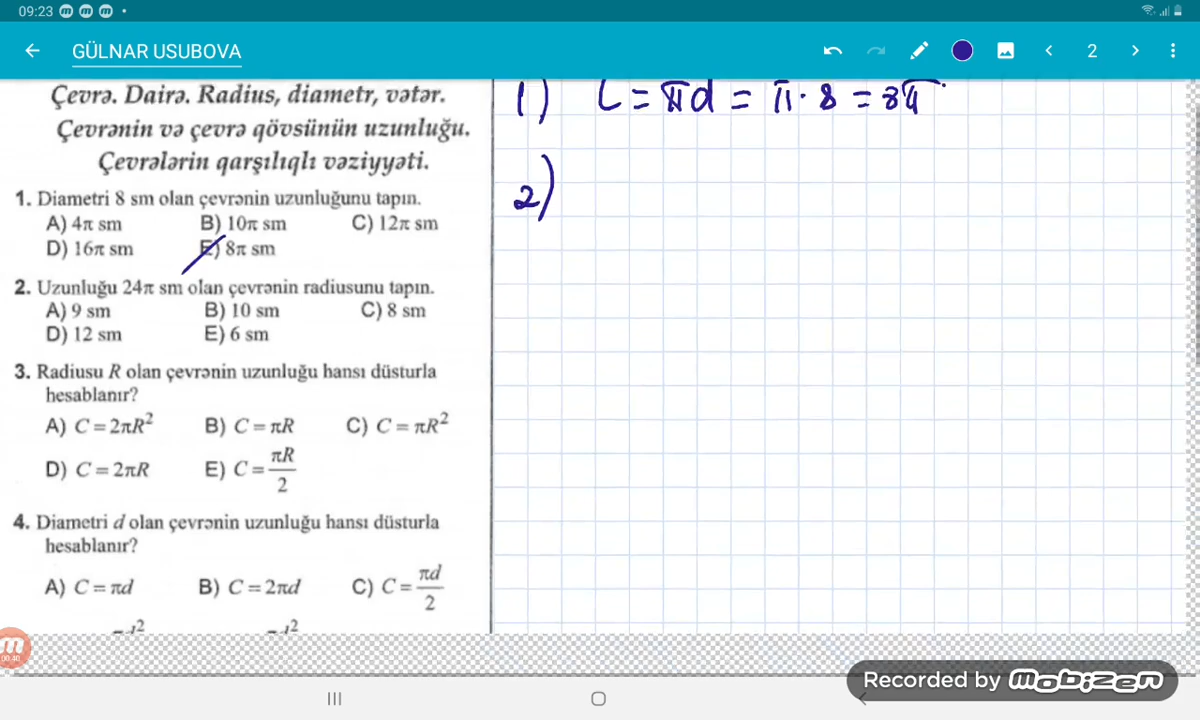 09:23
GÜLNAR USUBOVA
2
Çevrə. Dairə. Radius, diametr, vətər.
Çevrənin və çevrə qövsünün uzunluğu.
Çevrələrin qarşılıqlı vəziyyəti.
1. Diametri 8 sm olan çevrənin uzunluğunu tapın.
A) 4π sm B) 10π sm C) 12π sm
D) 16π sm E) 8π sm
2. Uzunluğu 24π sm olan çevrənin radiusunu tapın.
A) 9 sm B) 10 sm C) 8 sm
D) 12 sm E) 6 sm
3. Radiusu R olan çevrənin uzunluğu hansı düsturla
hesablanır?
A) C = 2πR² B) C = πR C) C = πR²
D) C = 2πR E) C = πR/2
4. Diametri d olan çevrənin uzunluğu hansı düsturla
hesablanır?
A) C = πd B) C = 2πd C) C = πd/2
1) C = πd = π · 8 = 8π
2)
00:40
Recorded by mobizen